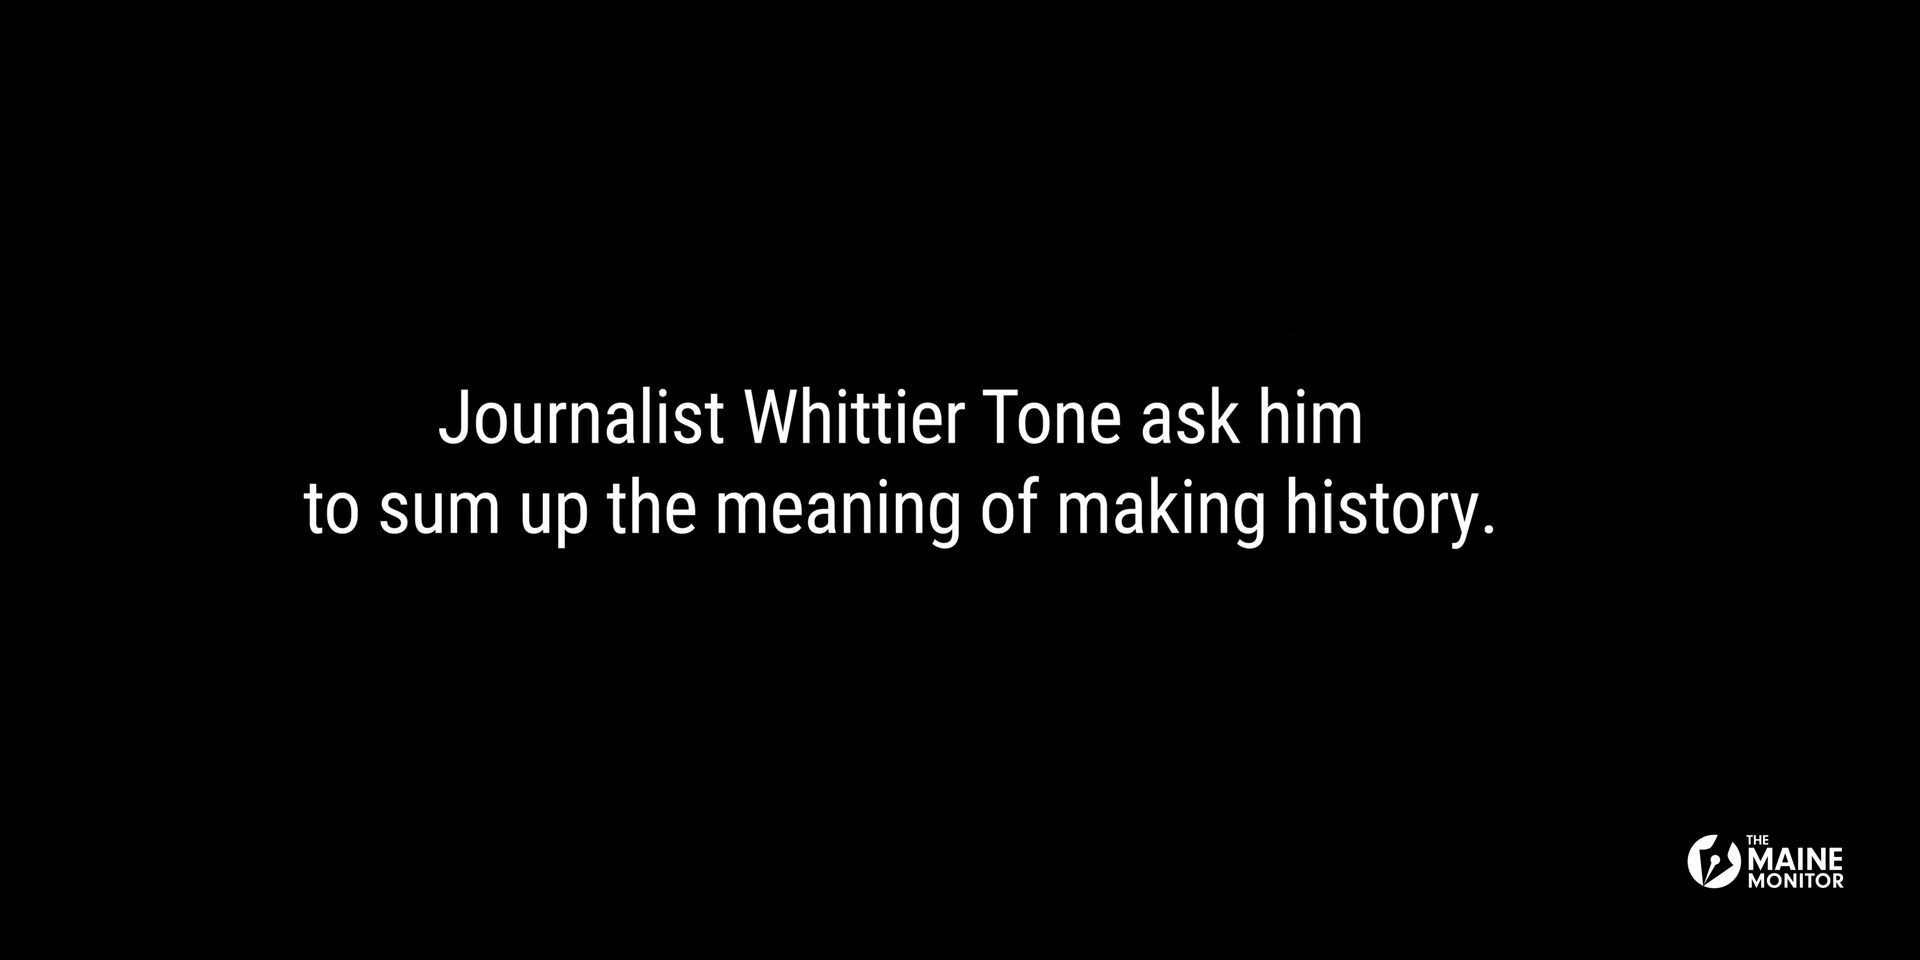 Journalist Whittier Tone ask him
to sum up the meaning of making history.
THE
MAINE
MONITOR